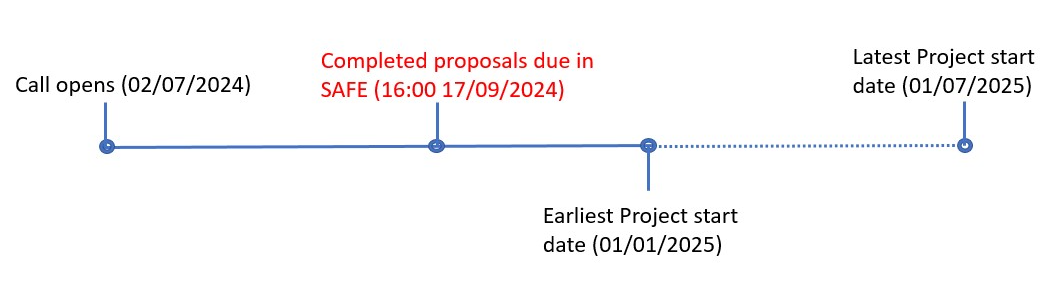 Call opens (02/07/2024)
Completed proposals due in
SAFE (16:00 17/09/2024)
Earliest Project start
date (01/01/2025)
Latest Project start
date (01/07/2025)